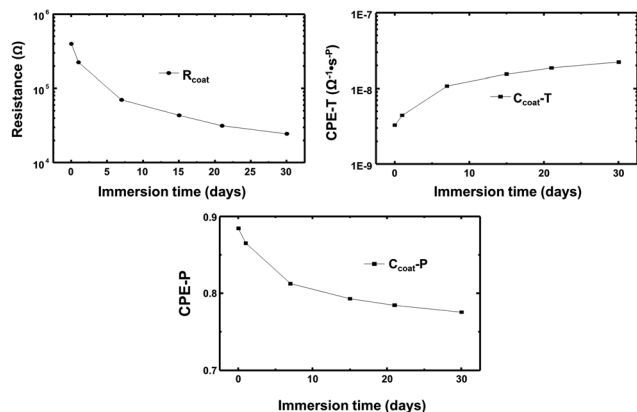 10^6
10^5
10^4
Resistance (Ω)
R_coat
0 5 10 15 20 25 30
Immersion time (days)
1E-7
1E-8
1E-9
CPE-T (Ω^-1•s^-P)
C_coat-T
0 10 20 30
Immersion time (days)
0.9
0.8
0.7
CPE-P
C_coat-P
0 10 20 30
Immersion time (days)